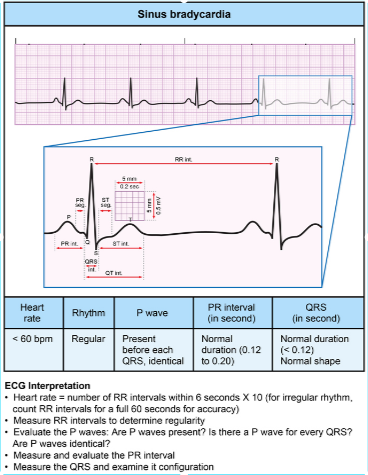 Sinus bradycardia
R
RR int.
R
5 mm
0.2 sec
PR
seg.
ST
seg.
5 mm
0.5 mV
P
T
PR int.
Q
S
ST int.
QRS
int.
QT int.
Heart
rate
Rhythm
P wave
PR interval
(in second)
QRS
(in second)
< 60 bpm
Regular
Present
before each
QRS, identical
Normal
duration (0.12
to 0.20)
Normal duration
(< 0.12)
Normal shape
ECG Interpretation
• Heart rate = number of RR intervals within 6 seconds X 10 (for irregular rhythm,
count RR intervals for a full 60 seconds for accuracy)
• Measure RR intervals to determine regularity
• Evaluate the P waves: Are P waves present? Is there a P wave for every QRS?
Are P waves identical?
• Measure and evaluate the PR interval
• Measure the QRS and examine it configuration